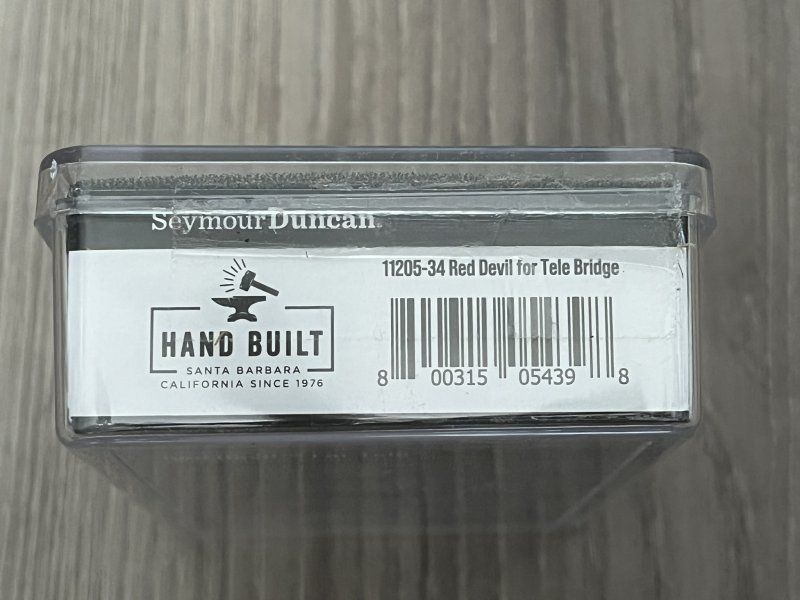 SeymourDuncan.
11205-34 Red Devil for Tele Bridge
HAND BUILT
SANTA BARBARA
CALIFORNIA SINCE 1976
8 00315 05439 8